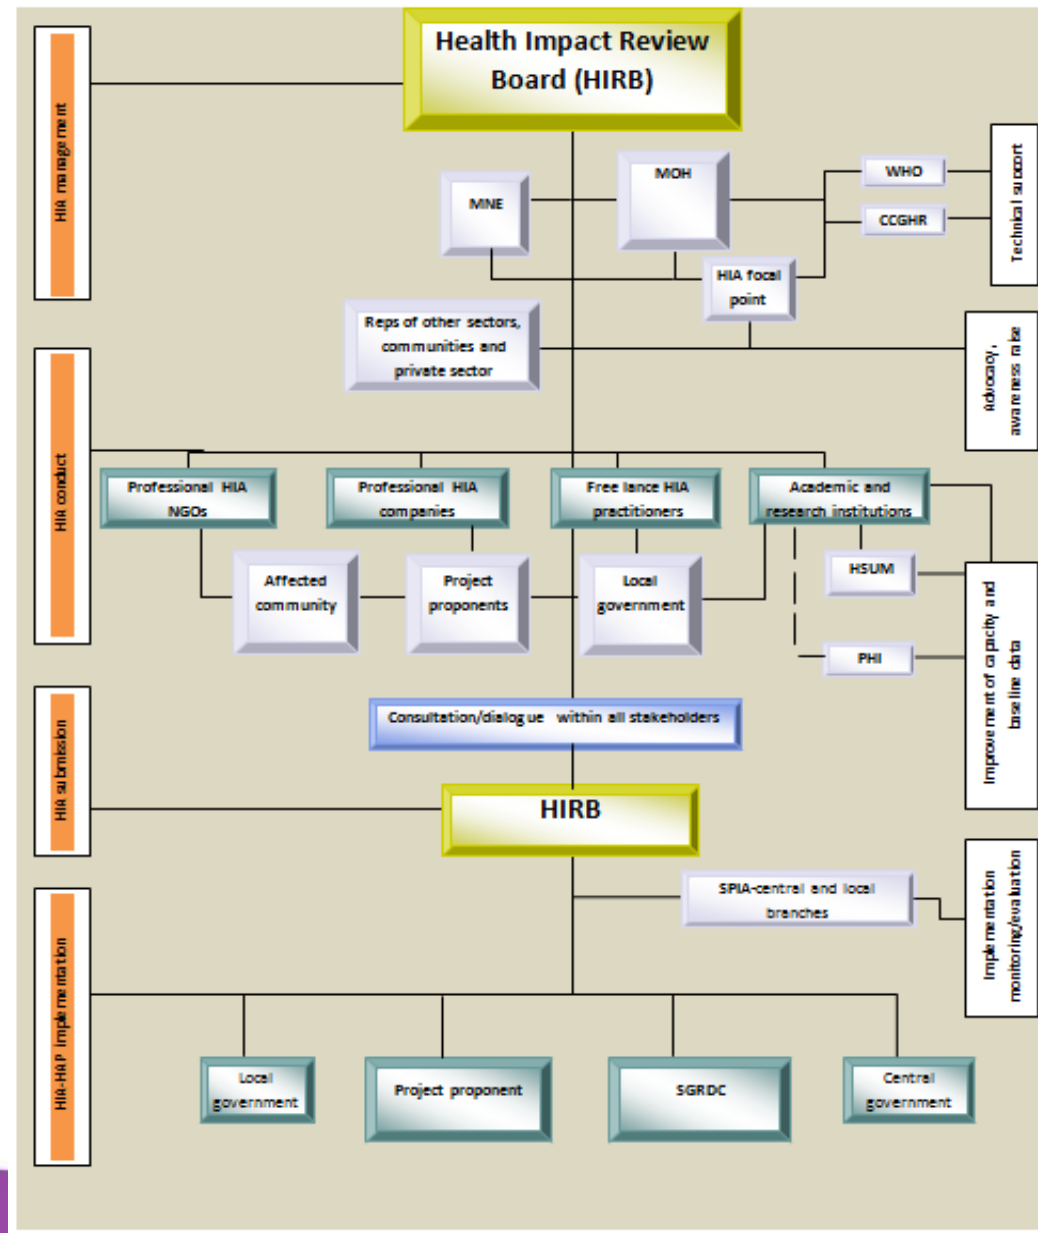 Health Impact Review
Board (HIRB)
HIA management
MNE
MOH
WHO
CCGHR
Technical support
HIA focal
point
Reps of other sectors,
communities and
private sector
Advocacy,
awareness raise
HIA conduct
Professional HIA
NGOs
Professional HIA
companies
Free lance HIA
practitioners
Academic and
research institutions
Affected
community
Project
proponents
Local
government
HSUM
PHI
Improvement of capacity and
baseline data
Consultation/dialogue within all stakeholders
HIA submission
HIRB
SPIA-central and local
branches
Implementation
monitoring/evaluation
HIA-HAP implementation
Local
government
Project proponent
SGRDC
Central
government